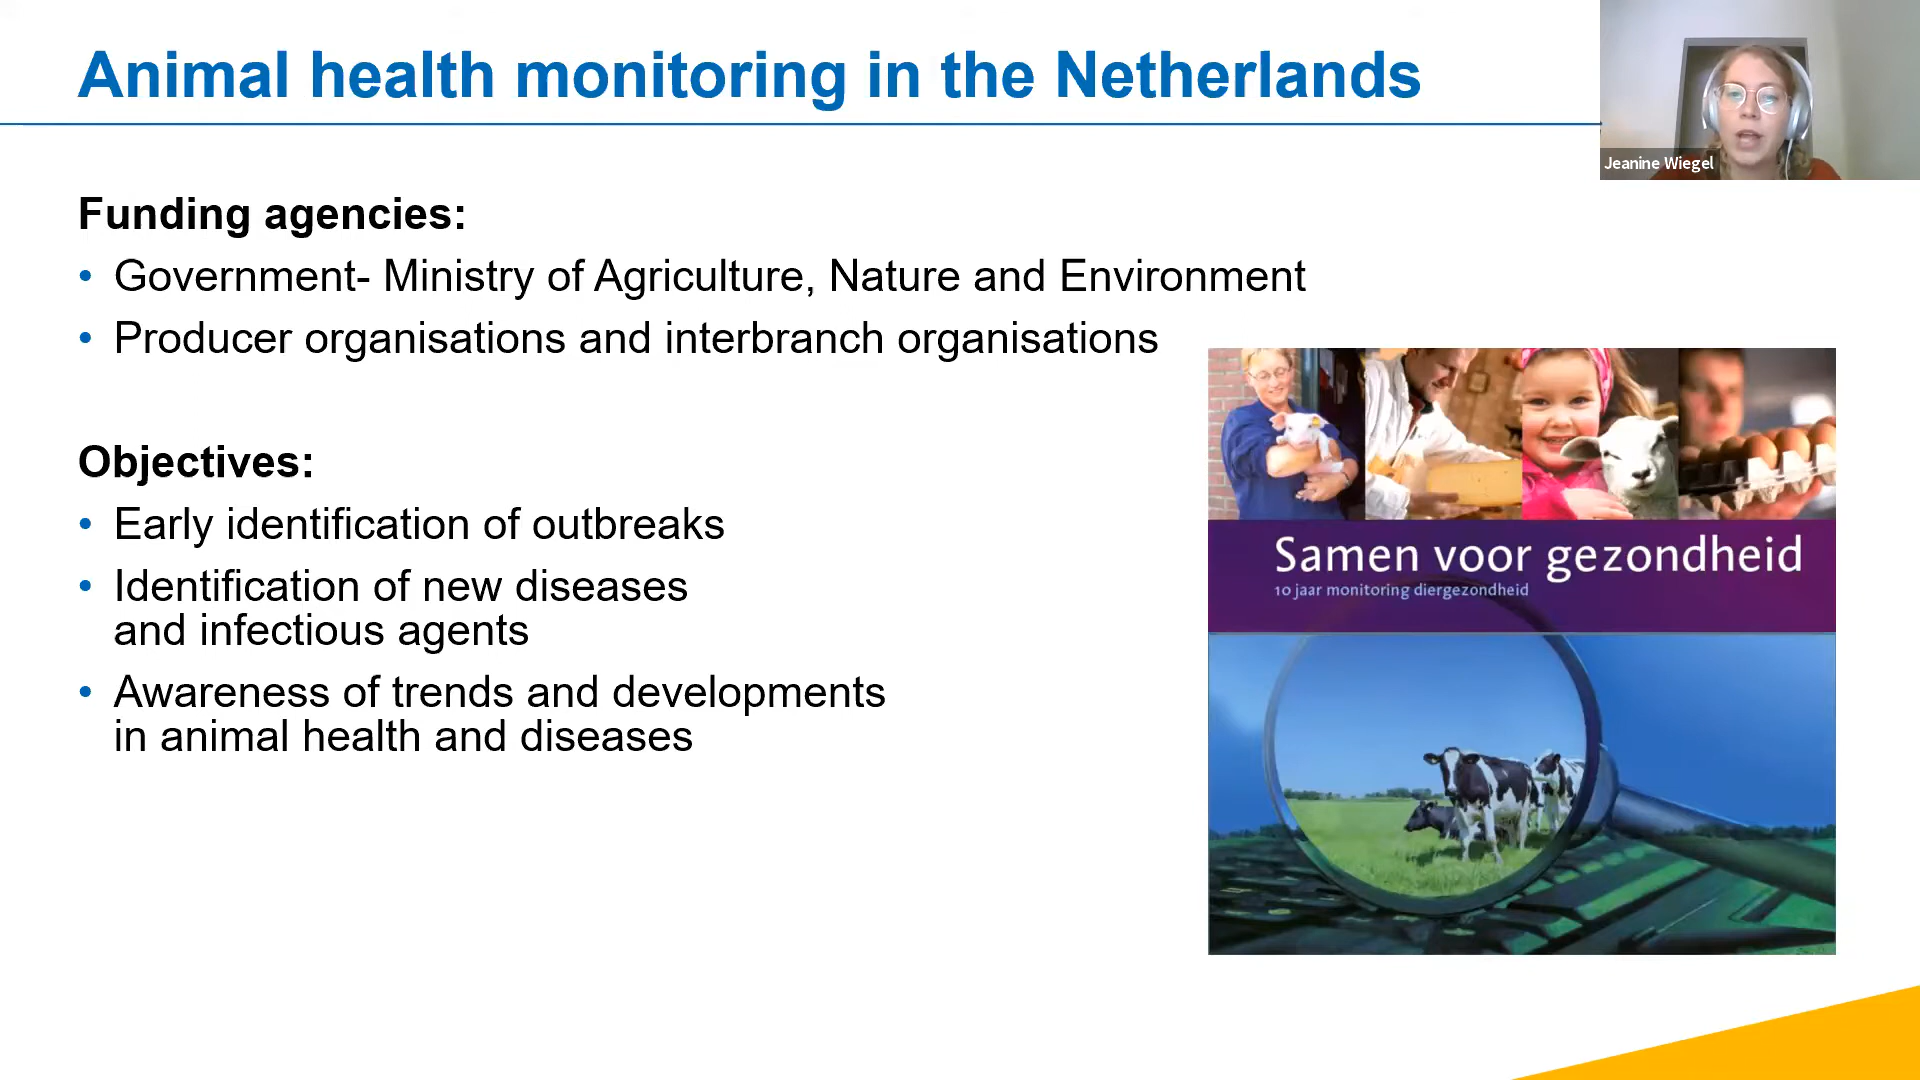 Animal health monitoring in the Netherlands
Jeanine Wiegel
Funding agencies:
• Government- Ministry of Agriculture, Nature and Environment
• Producer organisations and interbranch organisations
Objectives:
• Early identification of outbreaks
• Identification of new diseases
and infectious agents
• Awareness of trends and developments
in animal health and diseases
Samen voor gezondheid
10 jaar monitoring diergezondheid